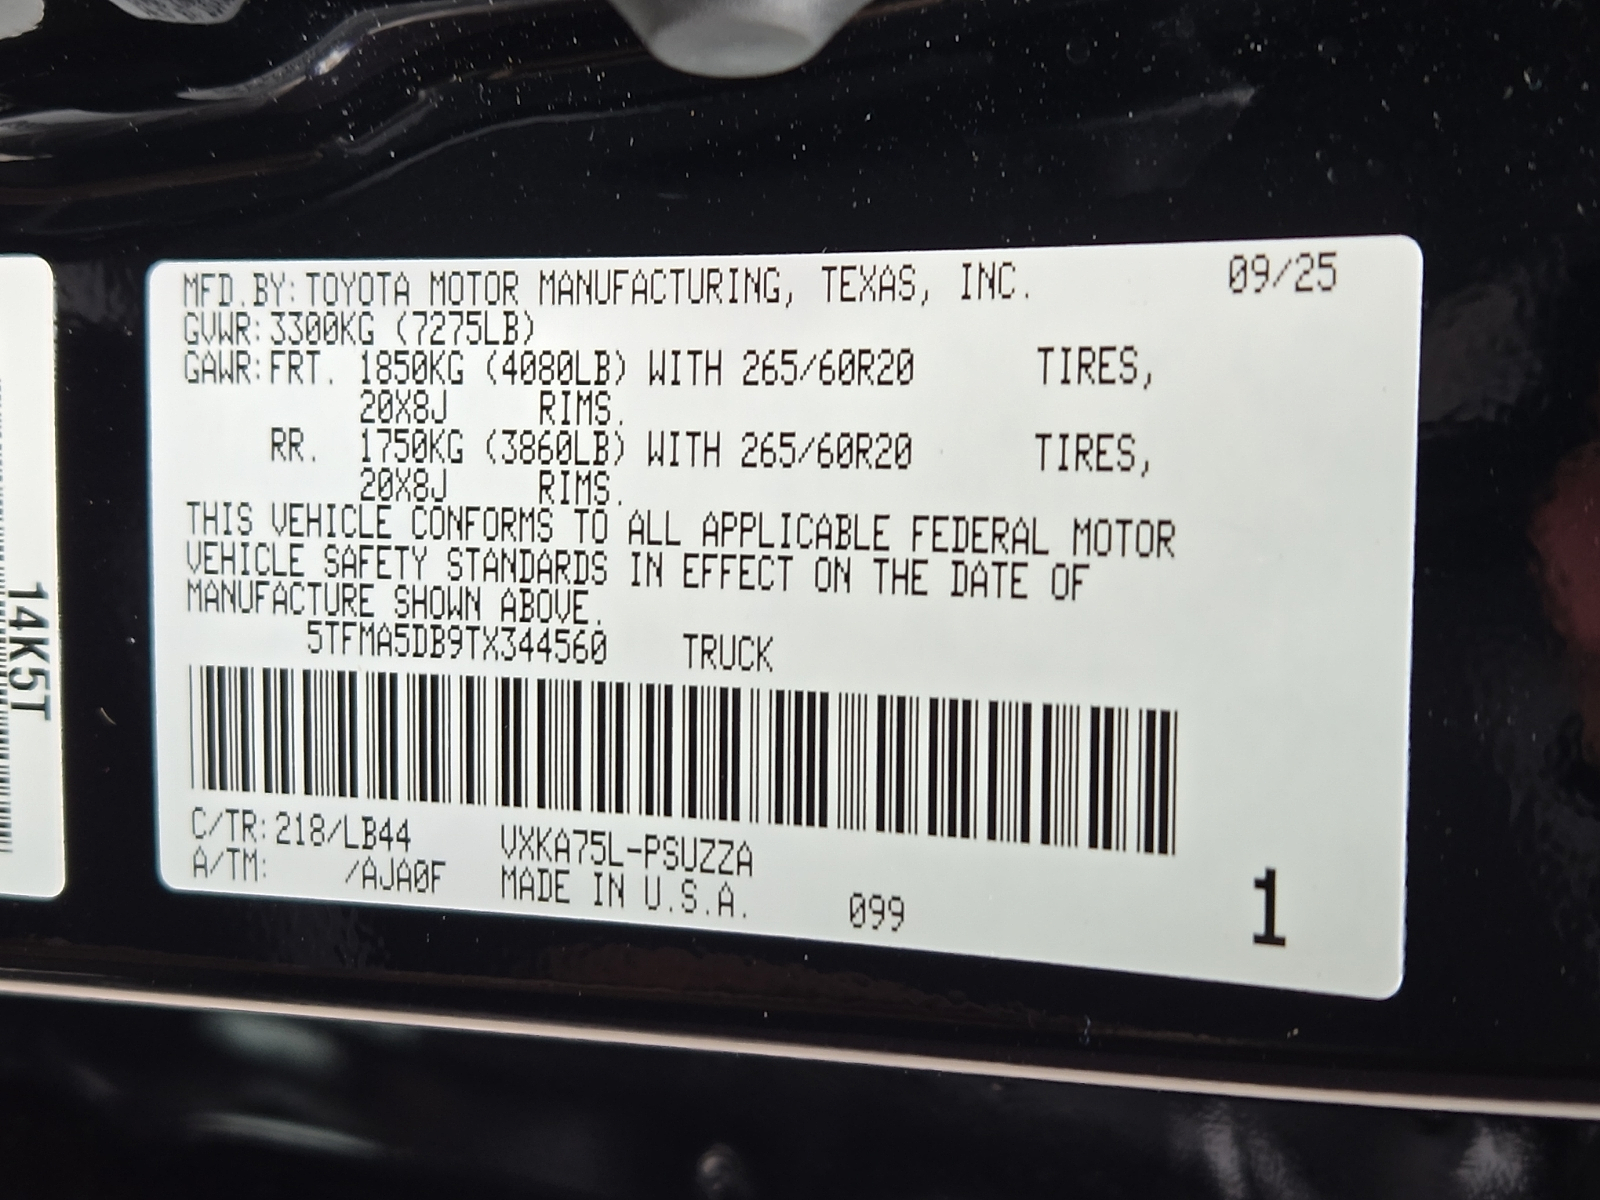 MFD.BY:TOYOTA MOTOR MANUFACTURING, TEXAS, INC. 09/25
GVWR:3300KG (7275LB)
GAWR:FRT. 1850KG (4080LB) WITH 265/60R20 TIRES,
20X8J RIMS.
RR. 1750KG (3860LB) WITH 265/60R20 TIRES,
20X8J RIMS.
THIS VEHICLE CONFORMS TO ALL APPLICABLE FEDERAL MOTOR
VEHICLE SAFETY STANDARDS IN EFFECT ON THE DATE OF
MANUFACTURE SHOWN ABOVE.
5TFMA5DB9TX344560 TRUCK
C/TR:218/LB44 VXKA75L-PSUZZA
A/TM: /AJA0F MADE IN U.S.A. 099 1
14K5T